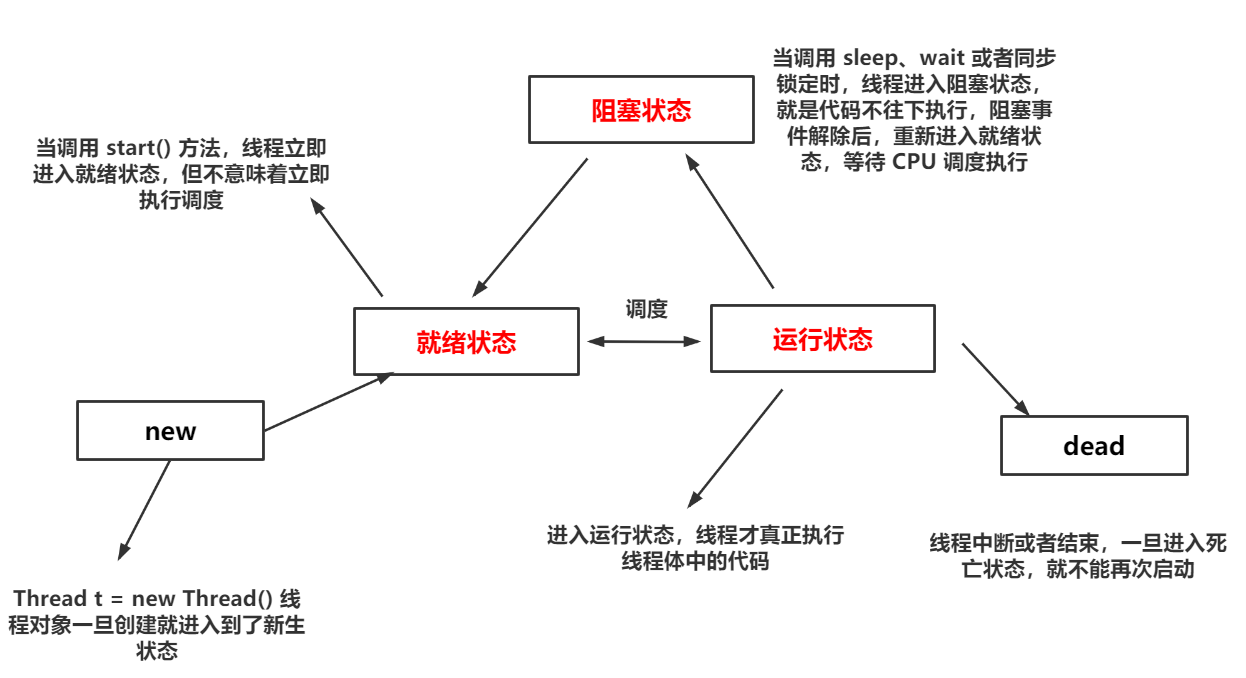 当调用 sleep、wait 或者同步
锁定时，线程进入阻塞状态，
就是代码不往下执行，阻塞事
件解除后，重新进入就绪状
态，等待 CPU 调度执行
阻塞状态
当调用 start() 方法，线程立即
进入就绪状态，但不意味着立即
执行调度
调度
就绪状态
运行状态
new
dead
进入运行状态，线程才真正执行
线程体中的代码
线程中断或者结束，一旦进入死
亡状态，就不能再次启动
Thread t = new Thread() 线
程对象一旦创建就进入到了新生
状态